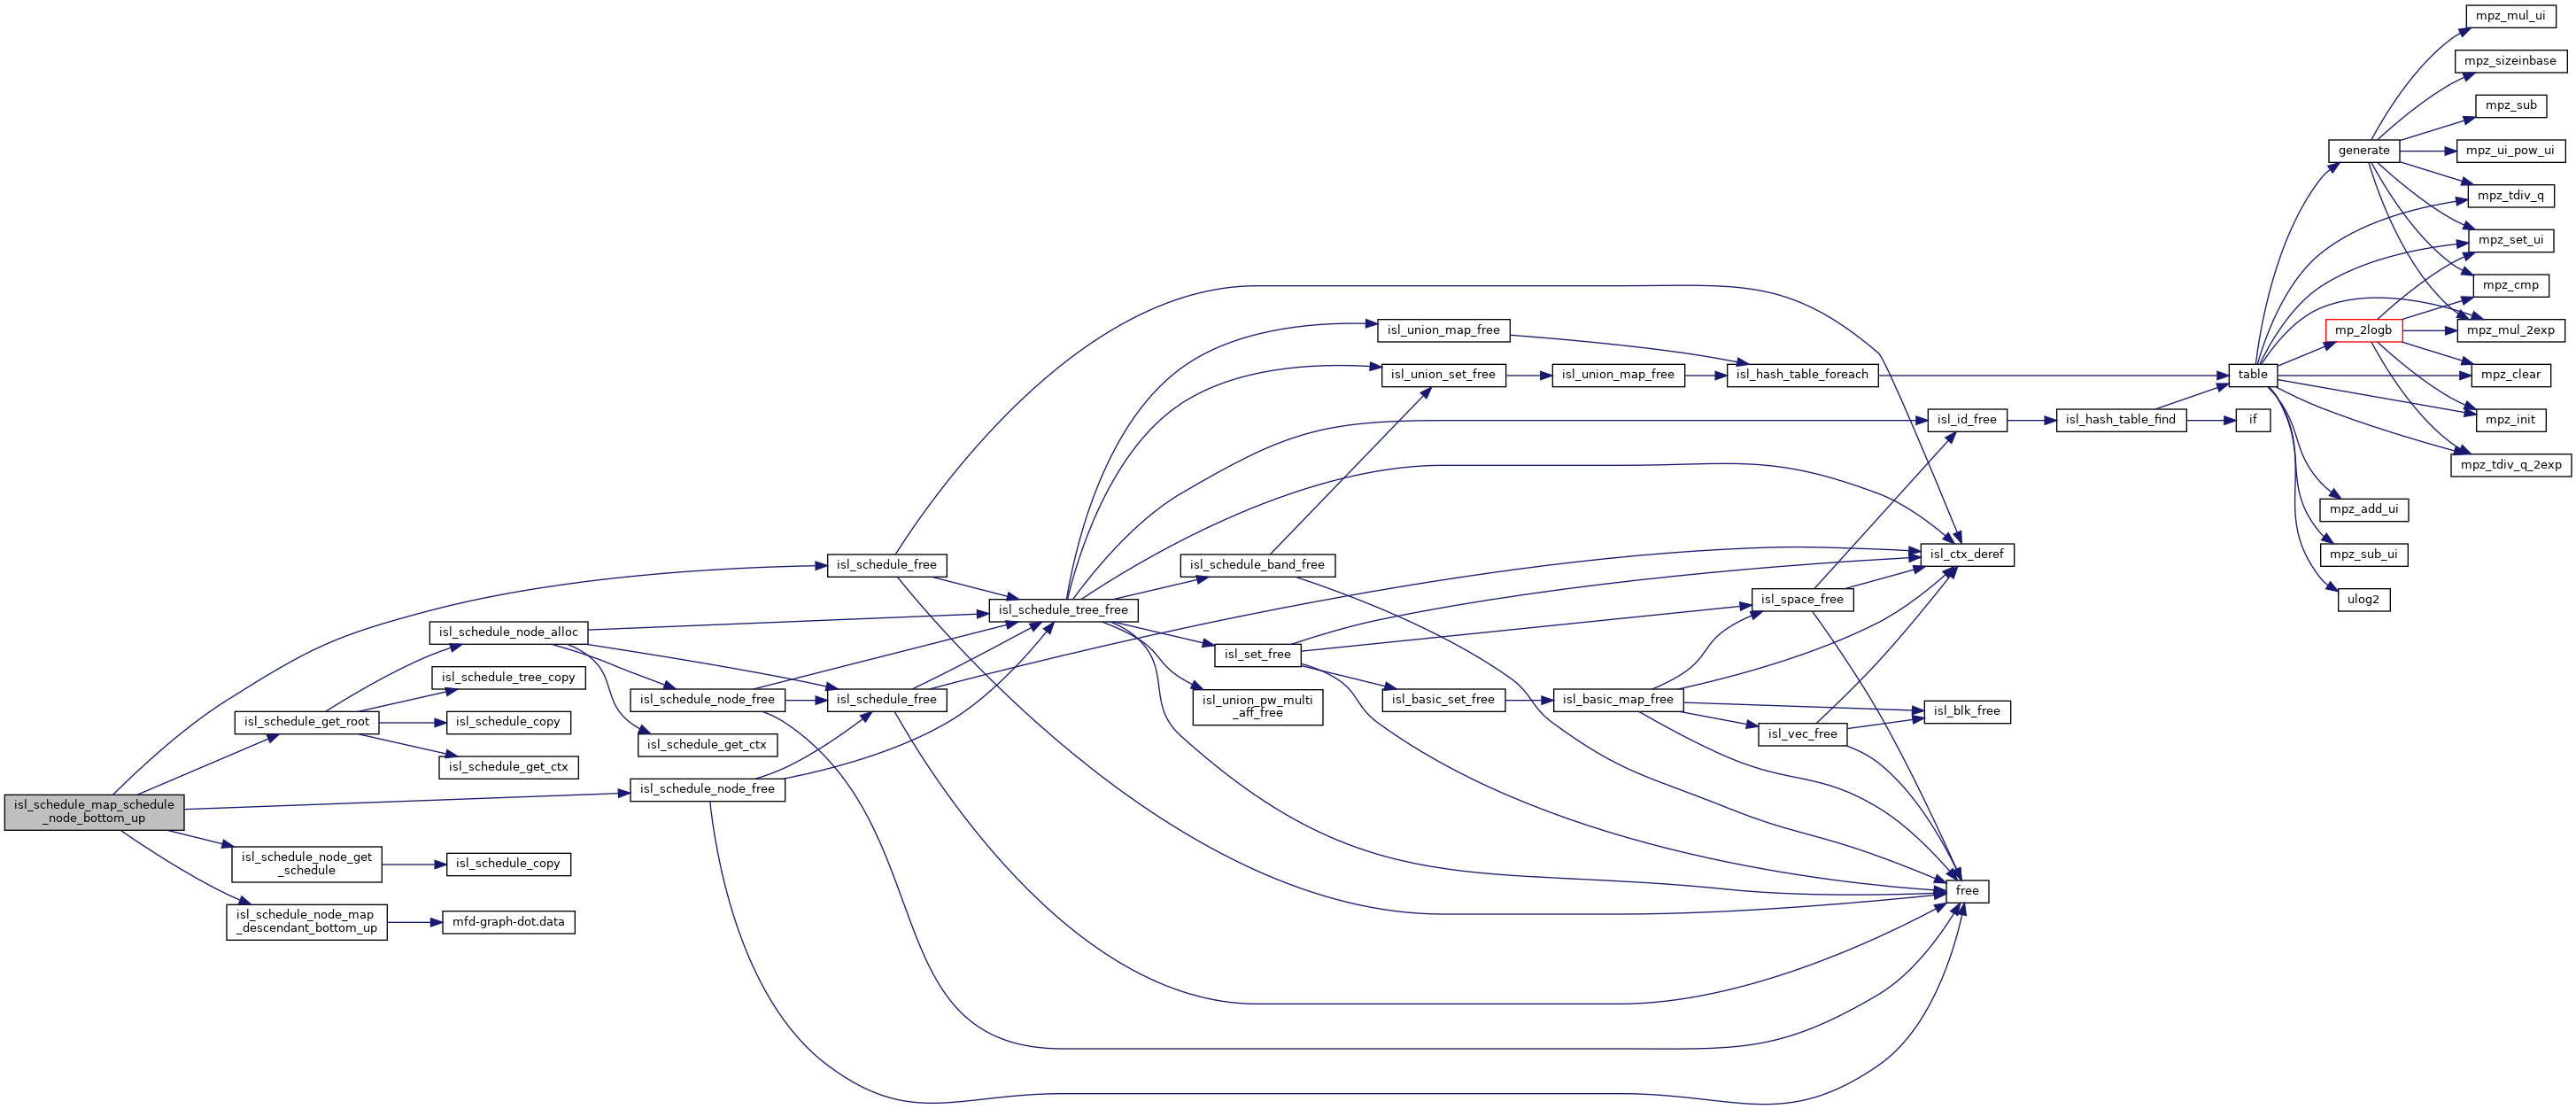 isl_schedule_map_schedule
_node_bottom_up
isl_schedule_get_root
isl_schedule_node_get
_schedule
isl_schedule_node_map
_descendant_bottom_up
isl_schedule_node_alloc
isl_schedule_tree_copy
isl_schedule_copy
isl_schedule_get_ctx
isl_schedule_copy
mfd-graph-dot.data
isl_schedule_node_free
isl_schedule_get_ctx
isl_schedule_node_free
isl_schedule_free
isl_schedule_free
isl_schedule_tree_free
isl_schedule_band_free
isl_set_free
isl_union_pw_multi
_aff_free
isl_union_map_free
isl_union_set_free
isl_basic_set_free
isl_union_map_free
isl_basic_map_free
isl_hash_table_foreach
isl_space_free
isl_vec_free
isl_id_free
isl_ctx_deref
isl_blk_free
free
isl_hash_table_find
table
if
generate
mp_2logb
mpz_add_ui
mpz_sub_ui
ulog2
mpz_mul_ui
mpz_sizeinbase
mpz_sub
mpz_ui_pow_ui
mpz_tdiv_q
mpz_set_ui
mpz_cmp
mpz_mul_2exp
mpz_clear
mpz_init
mpz_tdiv_q_2exp